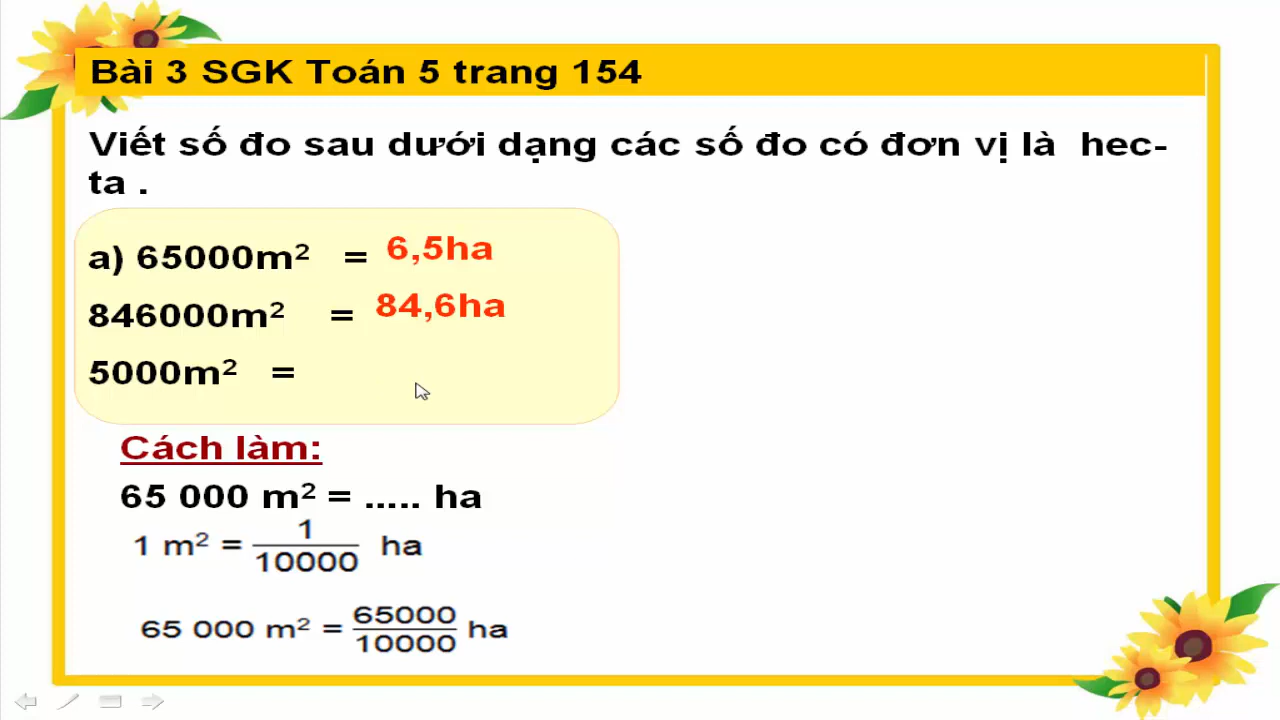 Bài 3 SGK Toán 5 trang 154
Viết số đo sau dưới dạng các số đo có đơn vị là hec-
ta .
a) 65000m² = 6,5ha
846000m² = 84,6ha
5000m² =
Cách làm:
65 000 m² = ..... ha
1 m² = 1/10000 ha
65 000 m² = 65000/10000 ha